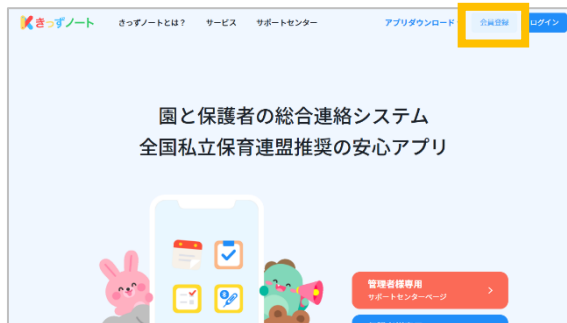 きっずノート きっずノートとは？ サービス サポートセンター アプリダウンロード 会員登録 ログイン
園と保護者の総合連絡システム
全国私立保育連盟推奨の安心アプリ
管理者様専用
サポートセンターページ